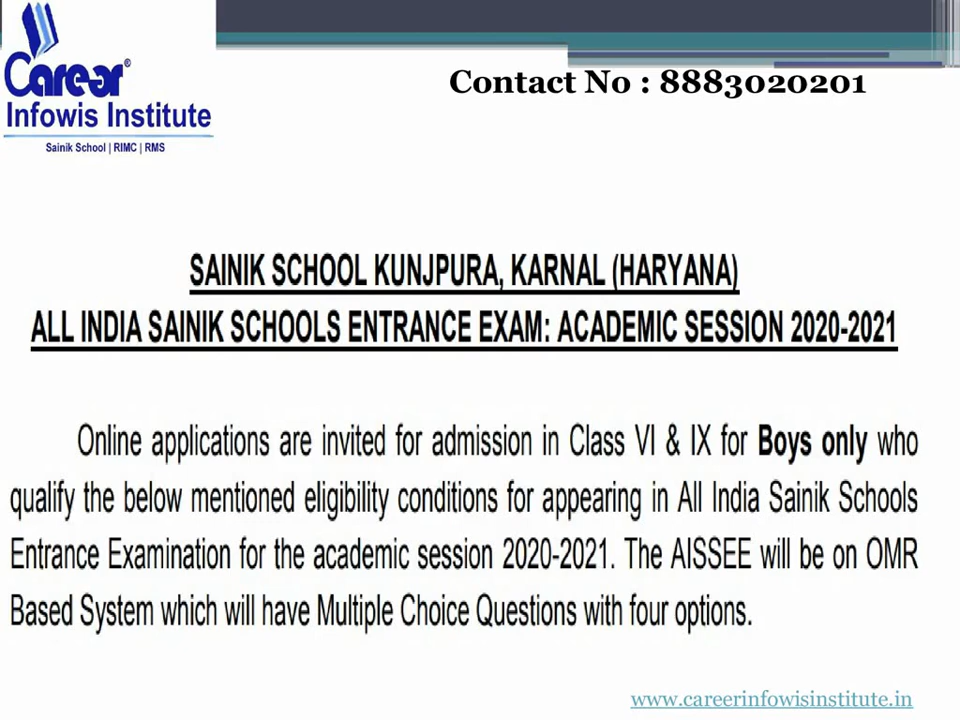 Career®
Infowis Institute
Sainik School | RIMC | RMS
Contact No : 8883020201
SAINIK SCHOOL KUNJPURA, KARNAL (HARYANA)
ALL INDIA SAINIK SCHOOLS ENTRANCE EXAM: ACADEMIC SESSION 2020-2021
Online applications are invited for admission in Class VI & IX for Boys only who
qualify the below mentioned eligibility conditions for appearing in All India Sainik Schools
Entrance Examination for the academic session 2020-2021. The AISSEE will be on OMR
Based System which will have Multiple Choice Questions with four options.
www.careerinfowisinstitute.in